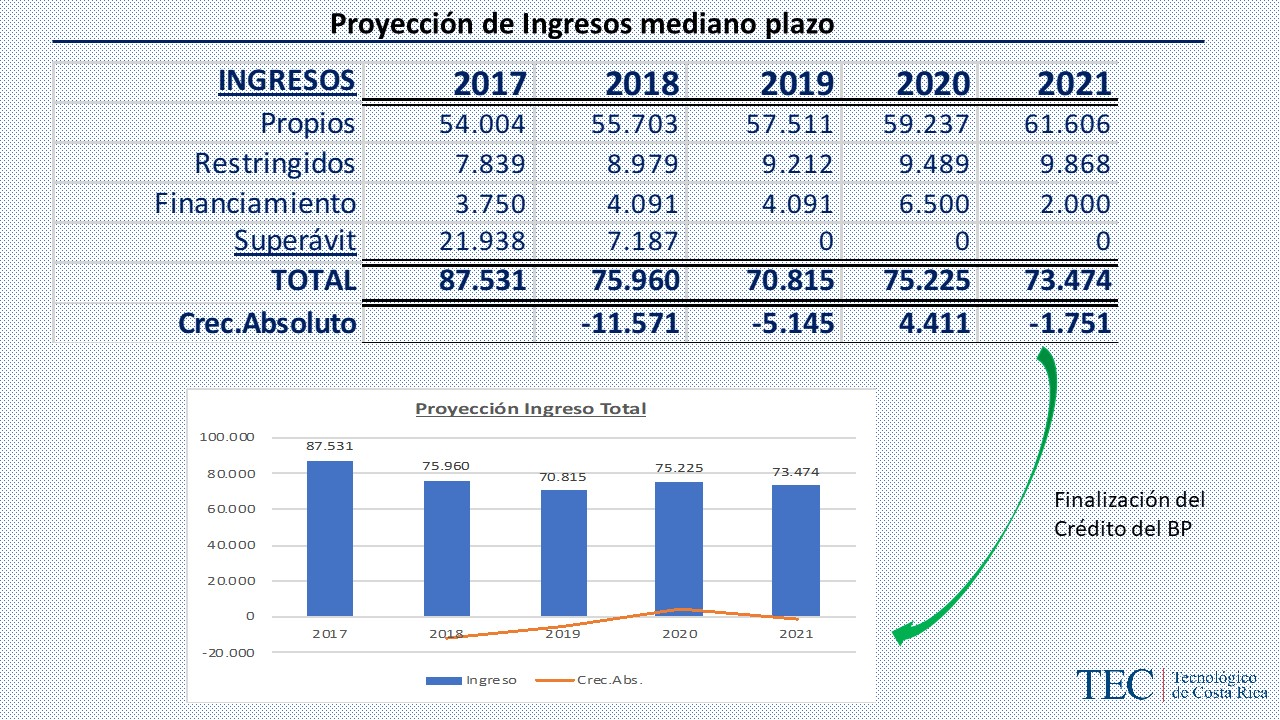 Proyección de Ingresos mediano plazo
INGRESOS 2017 2018 2019 2020 2021
Propios 54.004 55.703 57.511 59.237 61.606
Restringidos 7.839 8.979 9.212 9.489 9.868
Financiamiento 3.750 4.091 4.091 6.500 2.000
Superávit 21.938 7.187 0 0 0
TOTAL 87.531 75.960 70.815 75.225 73.474
Crec.Absoluto -11.571 -5.145 4.411 -1.751
Proyección Ingreso Total
100.000
87.531
75.960
70.815
75.225
73.474
80.000
60.000
40.000
20.000
0
2017 2018 2019 2020 2021
-20.000
Ingreso Crec.Abs.
Finalización del
Crédito del BP
TEC Tecnológico
de Costa Rica